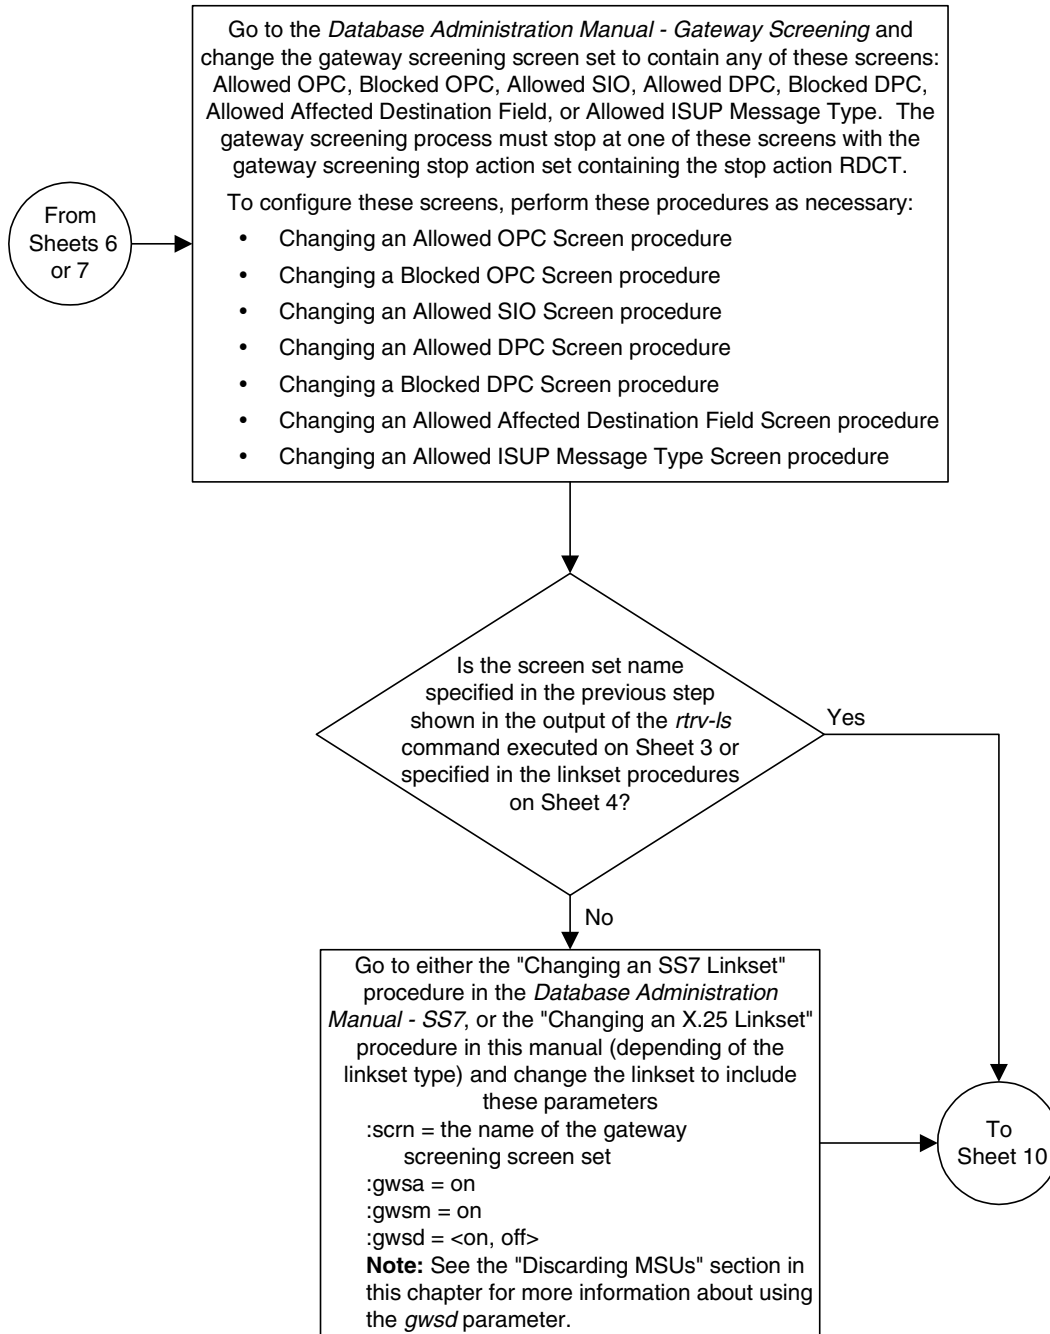 Go to the Database Administration Manual - Gateway Screening and
change the gateway screening screen set to contain any of these screens:
Allowed OPC, Blocked OPC, Allowed SIO, Allowed DPC, Blocked DPC,
Allowed Affected Destination Field, or Allowed ISUP Message Type.  The
gateway screening process must stop at one of these screens with the
gateway screening stop action set containing the stop action RDCT.
To configure these screens, perform these procedures as necessary:
• Changing an Allowed OPC Screen procedure
• Changing a Blocked OPC Screen procedure
• Changing an Allowed SIO Screen procedure
• Changing an Allowed DPC Screen procedure
• Changing a Blocked DPC Screen procedure
• Changing an Allowed Affected Destination Field Screen procedure
• Changing an Allowed ISUP Message Type Screen procedure
From
Sheets 6
or 7
Is the screen set name
specified in the previous step
shown in the output of the rtrv-ls
command executed on Sheet 3 or
specified in the linkset procedures
on Sheet 4?
Yes
No
Go to either the "Changing an SS7 Linkset"
procedure in the Database Administration
Manual - SS7, or the "Changing an X.25 Linkset"
procedure in this manual (depending of the
linkset type) and change the linkset to include
these parameters
:scrn = the name of the gateway
screening screen set
:gwsa = on
:gwsm = on
:gwsd = <on, off>
Note: See the "Discarding MSUs" section in
this chapter for more information about using
the gwsd parameter.
To
Sheet 10